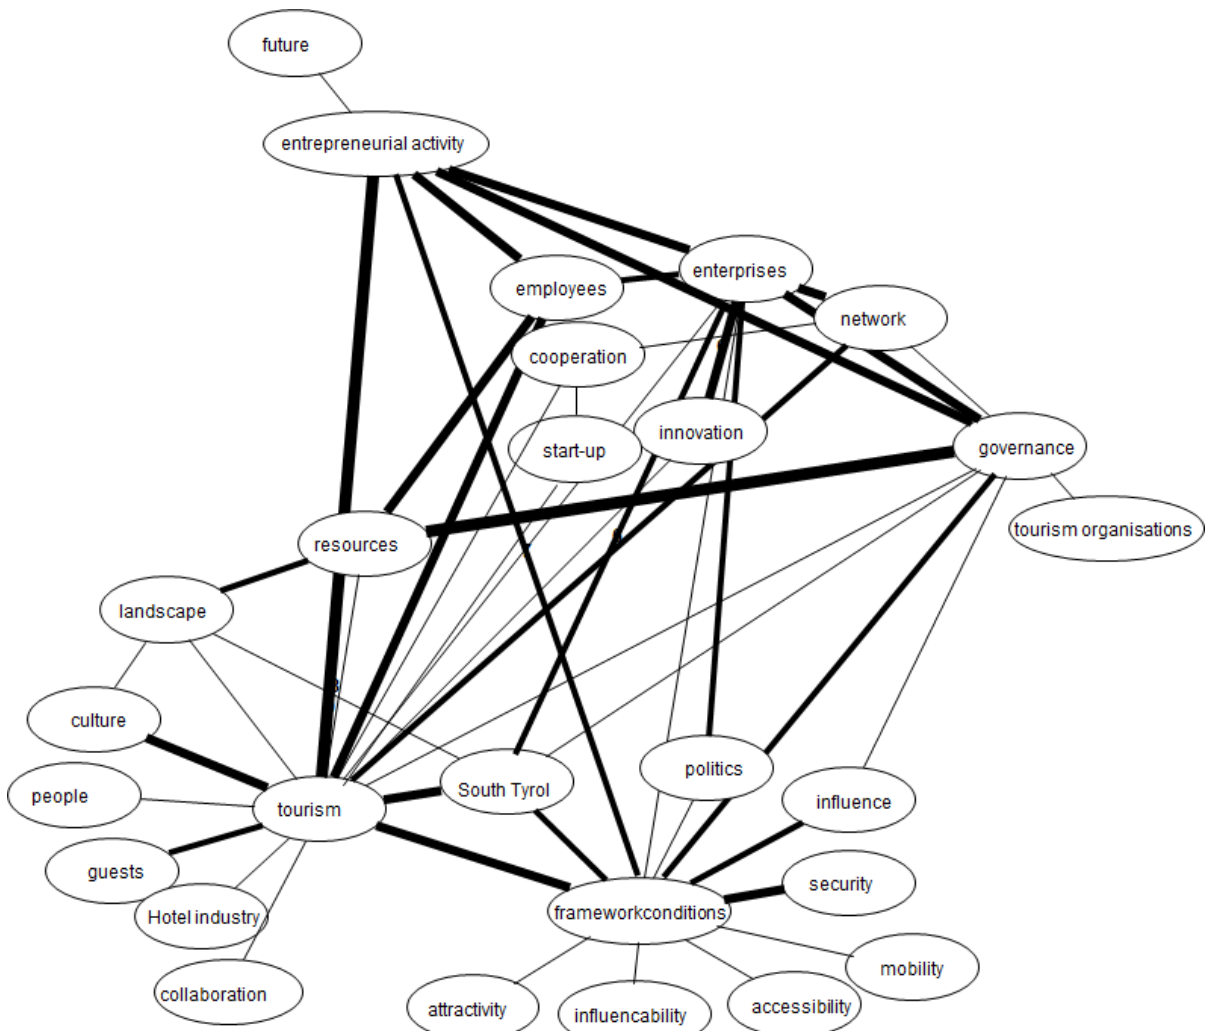 future
entrepreneurial activity
enterprises
employees
network
cooperation
innovation
start-up
governance
tourism organisations
resources
landscape
culture
politics
people
tourism
South Tyrol
influence
guests
security
Hotel industry
frameworkconditions
mobility
collaboration
attractivity
influencability
accessibility